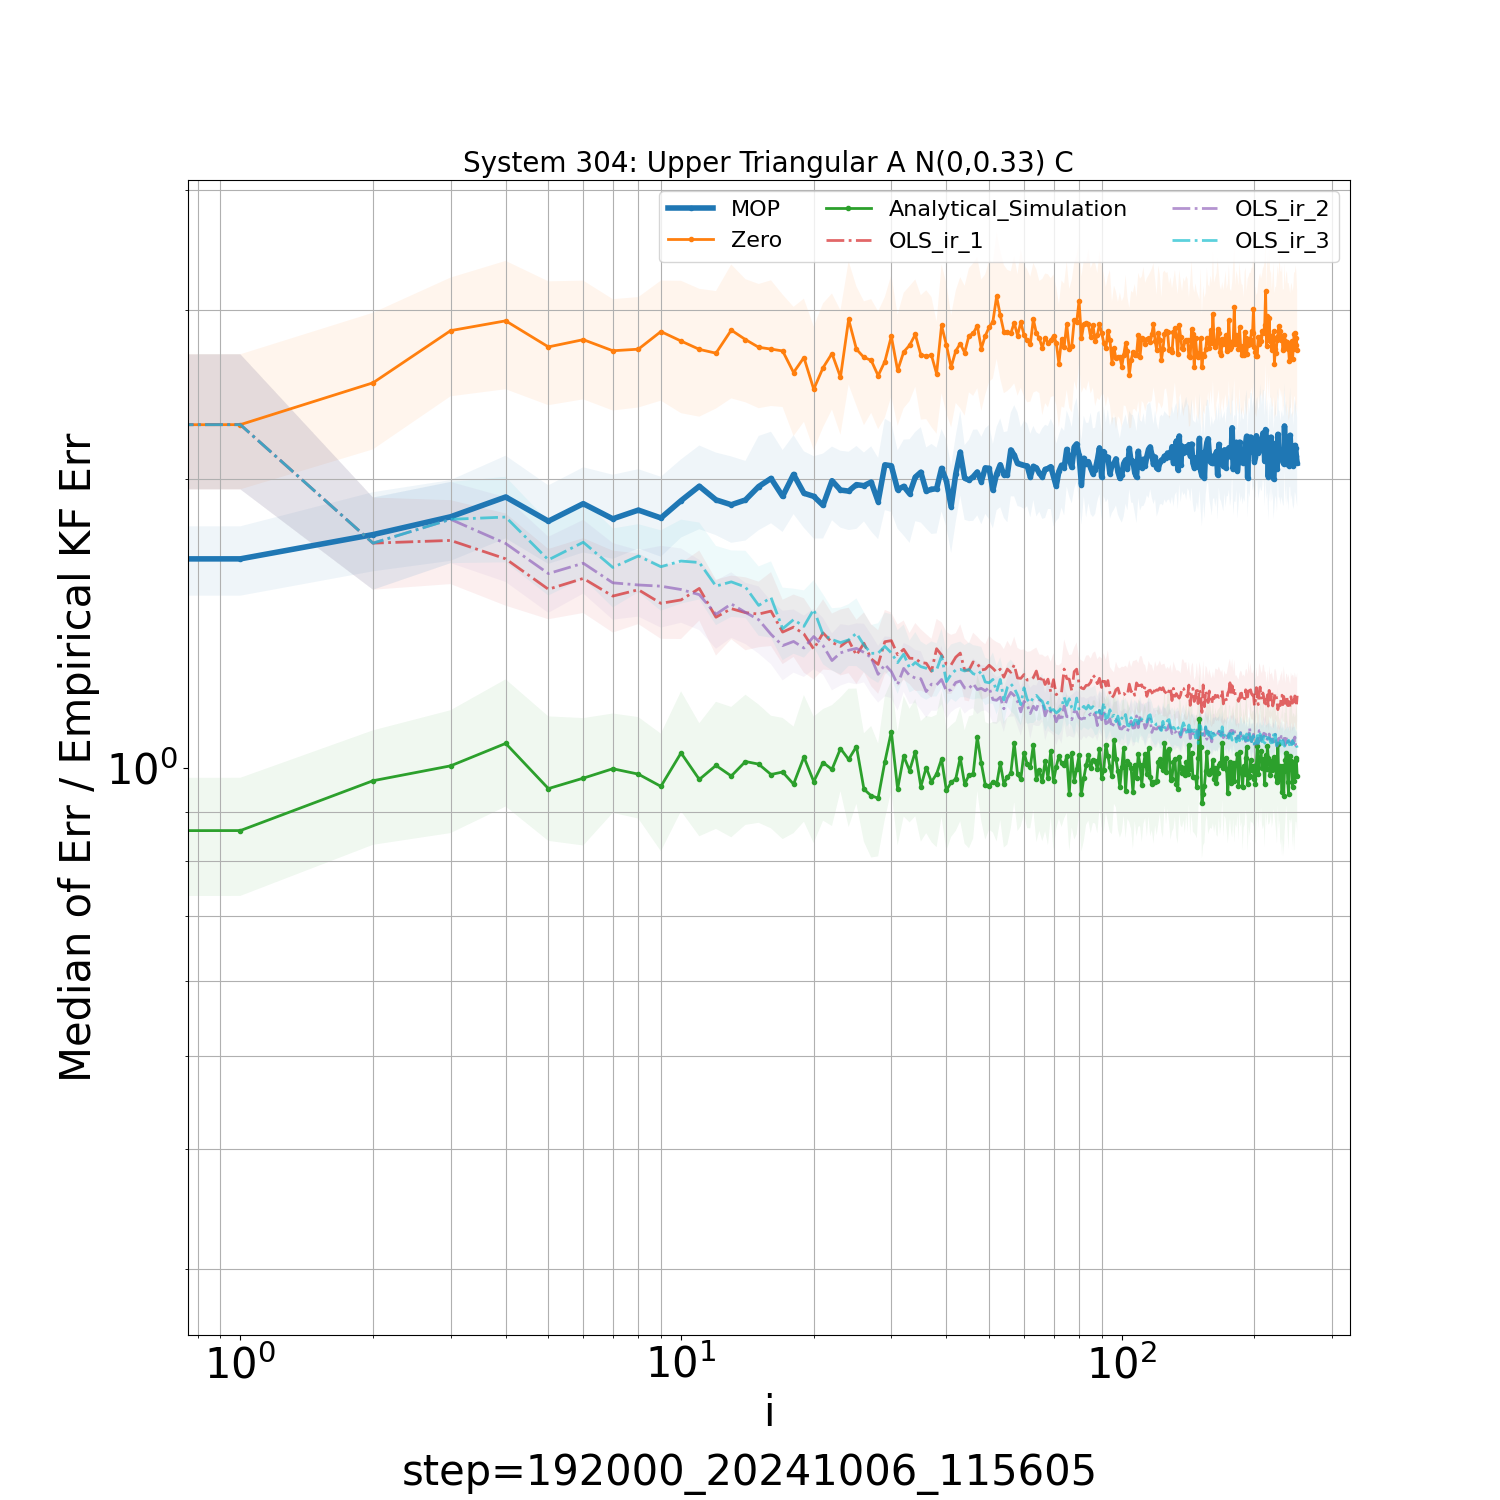 System 304: Upper Triangular A N(0,0.33) C
MOP
Zero
Analytical_Simulation
OLS_ir_1
OLS_ir_2
OLS_ir_3
Median of Err / Empirical KF Err
10⁰
10⁰ 10¹ 10²
i
step=192000_20241006_115605